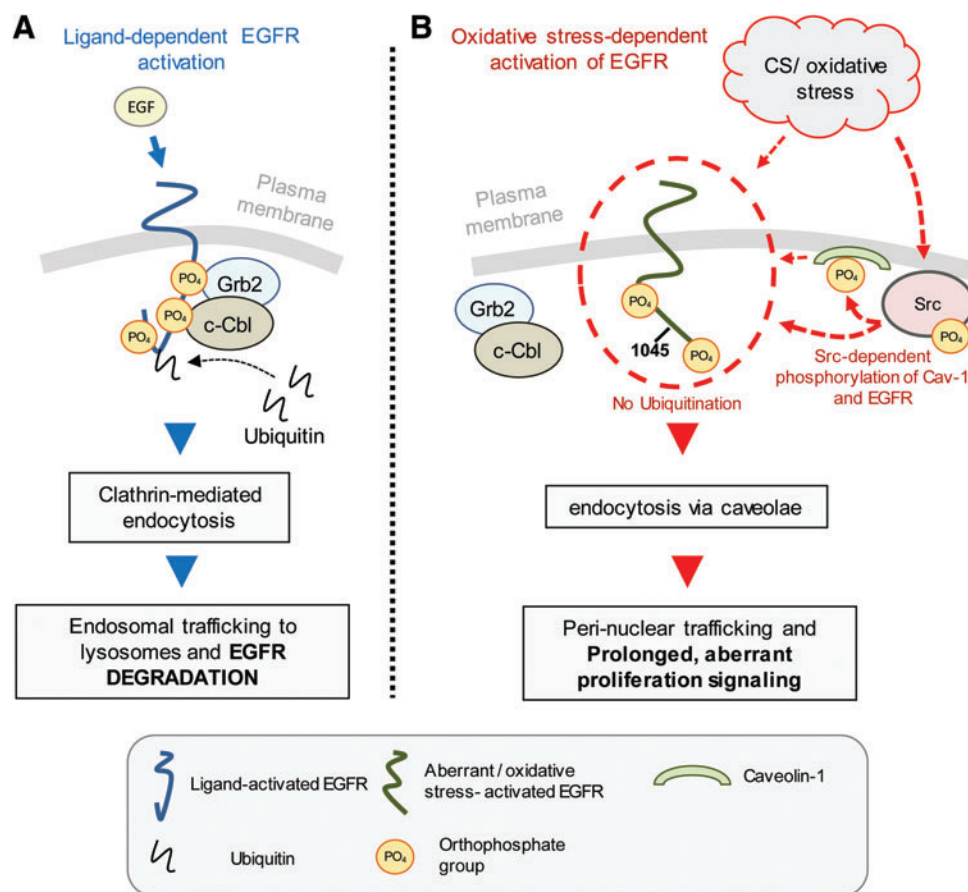 A
Ligand-dependent EGFR
activation
EGF
Plasma
membrane
PO4
Grb2
PO4
c-Cbl
PO4
Ubiquitin
Clathrin-mediated
endocytosis
Endosomal trafficking to
lysosomes and EGFR
DEGRADATION
B
Oxidative stress-dependent
activation of EGFR
CS/ oxidative
stress
Plasma
membrane
Grb2
c-Cbl
PO4
1045
PO4
PO4
Src
PO4
Src-dependent
phosphorylation of Cav-1
and EGFR
No Ubiquitination
endocytosis via caveolae
Peri-nuclear trafficking and
Prolonged, aberrant
proliferation signaling
Ligand-activated EGFR
Aberrant / oxidative
stress- activated EGFR
Caveolin-1
Ubiquitin
PO4
Orthophosphate
group